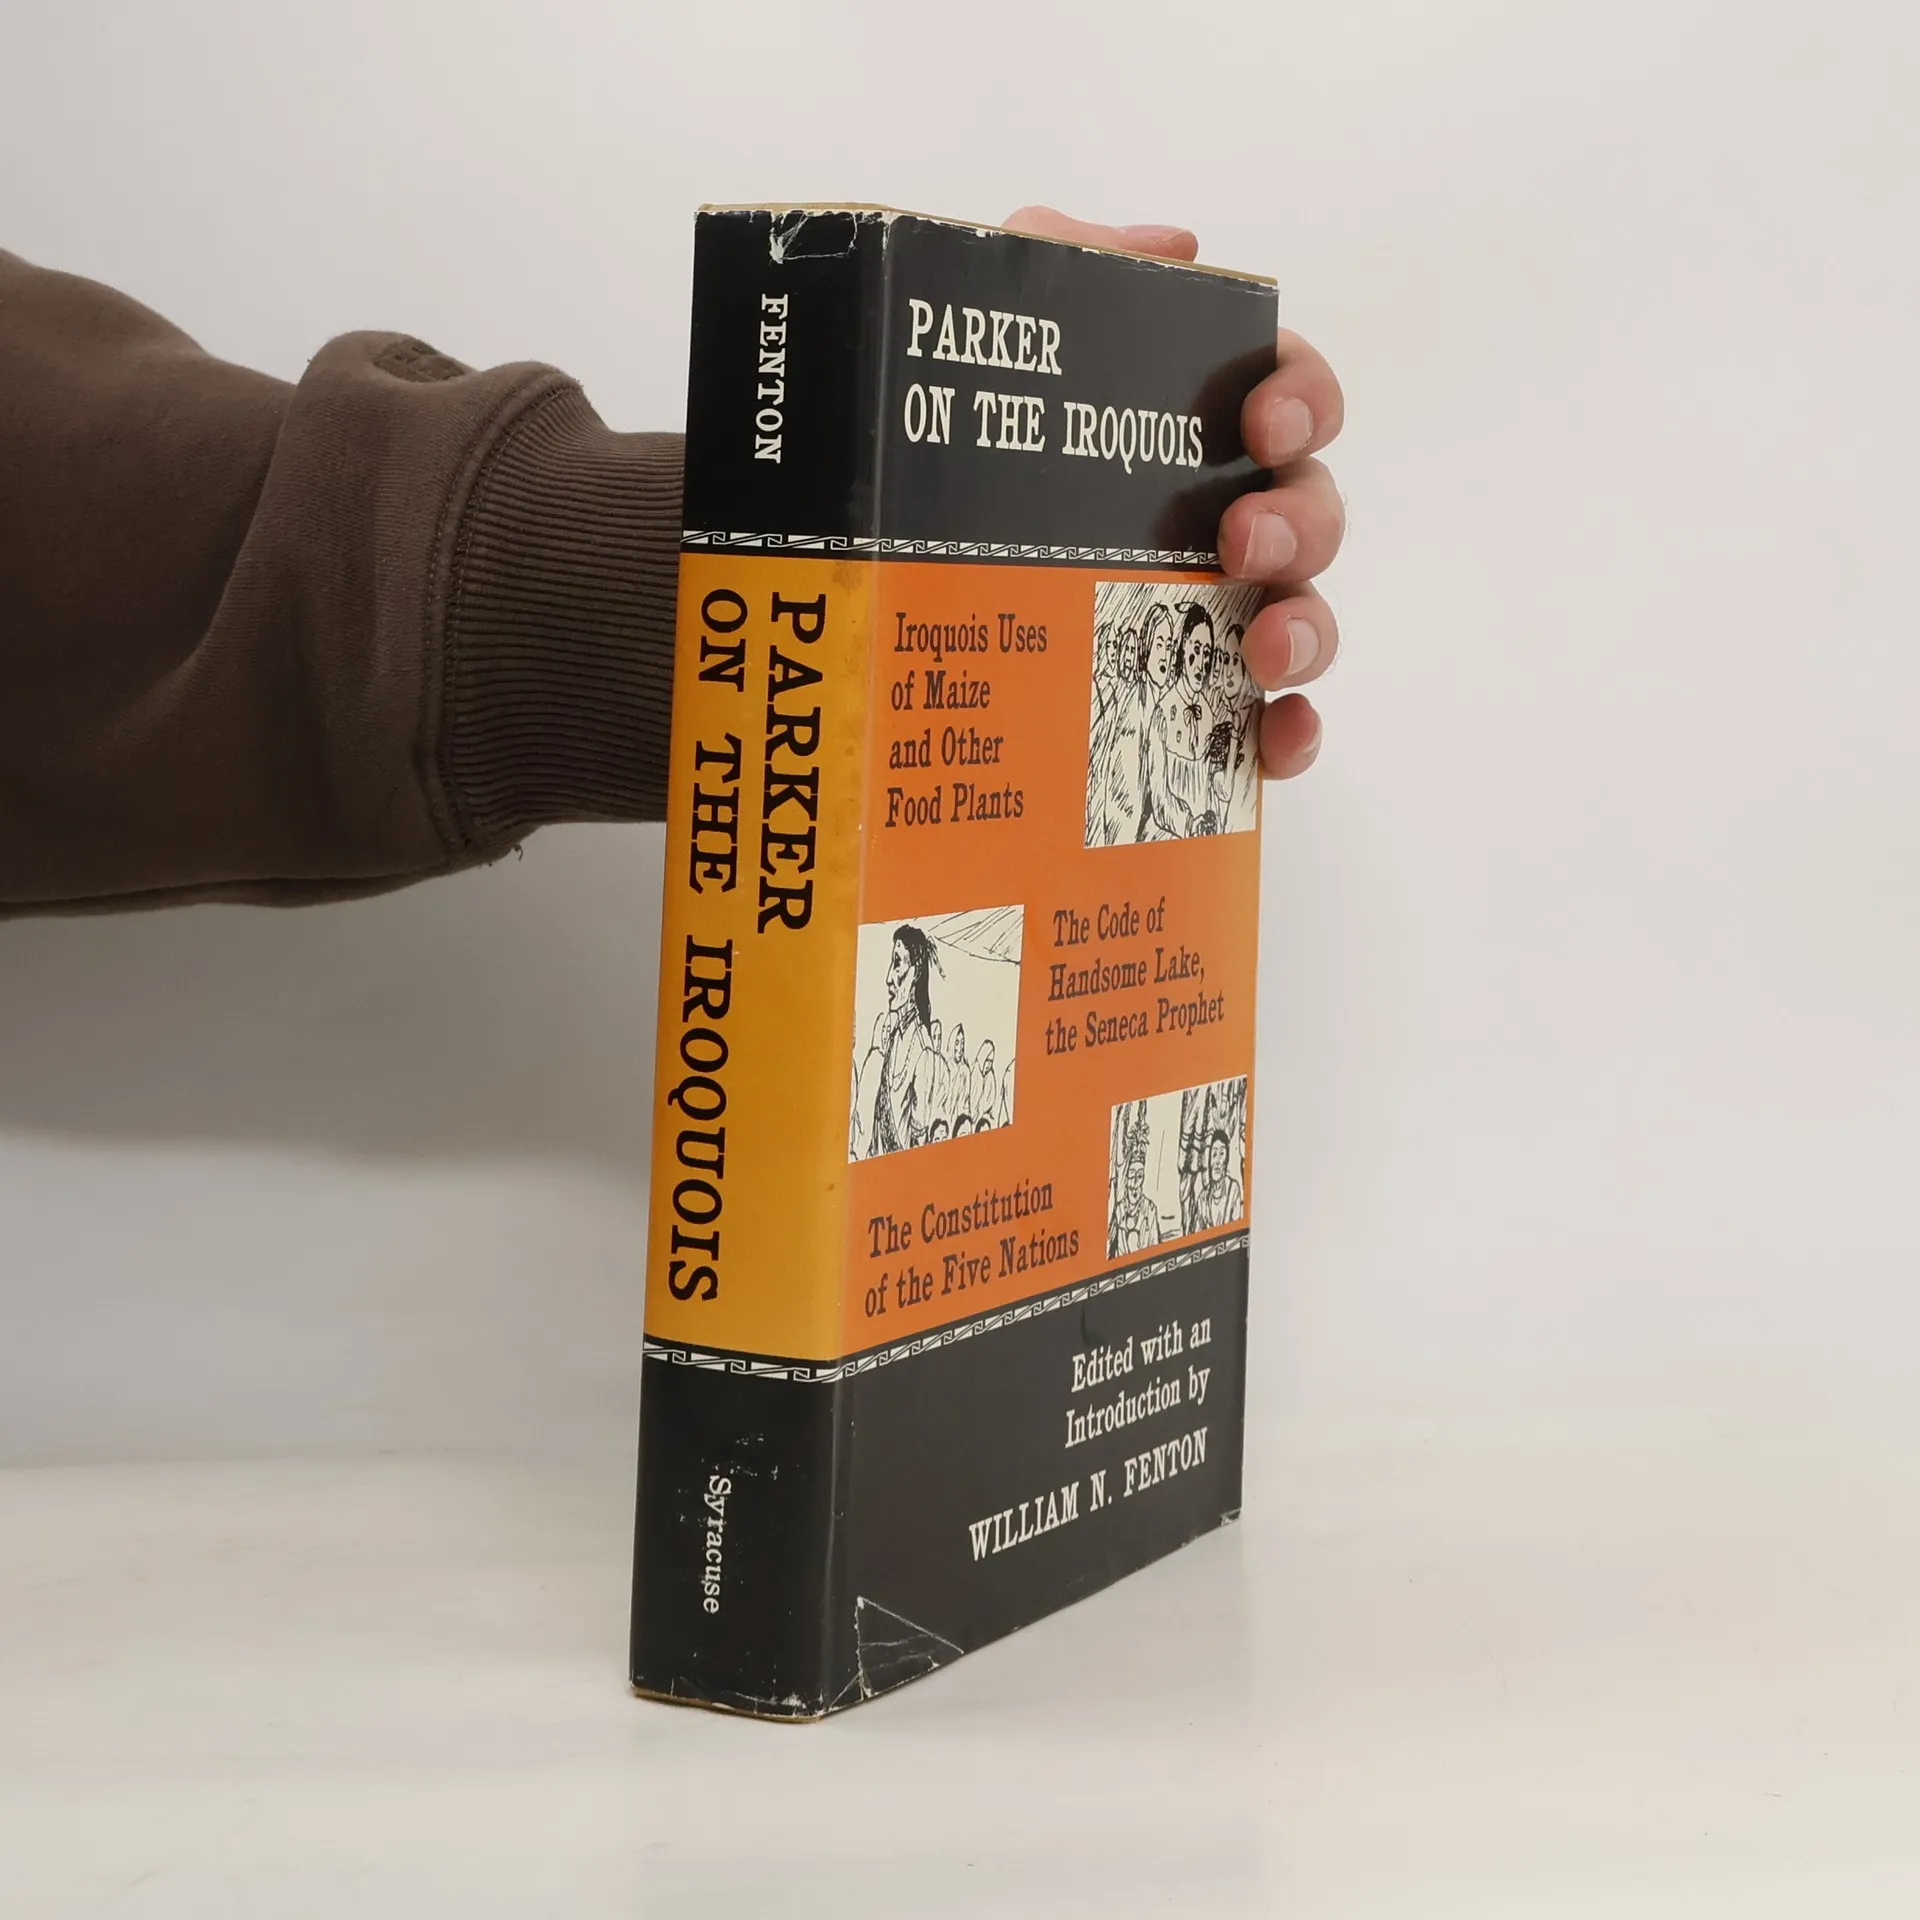 FENTON
PARKER
ON THE IROQUOIS
Syracuse
PARKER
ON THE IROQUOIS
Iroquois Uses
of Maize
and Other
Food Plants
The Code of
Handsome Lake,
the Seneca Prophet
The Constitution
of the Five Nations
Edited with an
Introduction by
WILLIAM N. FENTON